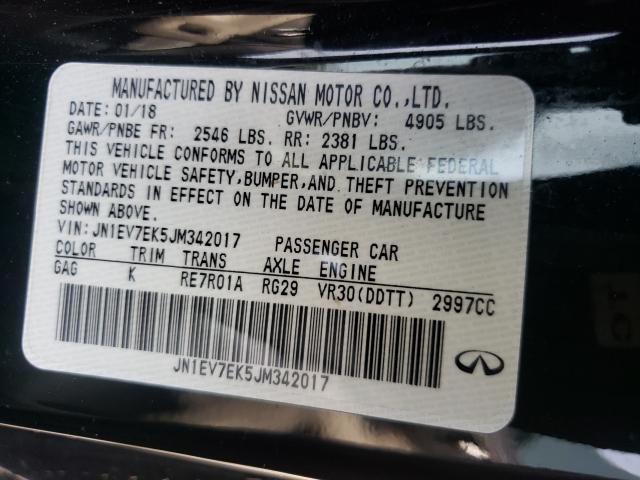 MANUFACTURED BY NISSAN MOTOR CO.,LTD.
DATE: 01/18 GVWR/PNBV: 4905 LBS.
GAWR/PNBE FR: 2546 LBS. RR: 2381 LBS.
THIS VEHICLE CONFORMS TO ALL APPLICABLE FEDERAL
MOTOR VEHICLE SAFETY,BUMPER,AND THEFT PREVENTION
STANDARDS IN EFFECT ON THE DATE OF MANUFACTURE
SHOWN ABOVE.
VIN:JN1EV7EK5JM342017 PASSENGER CAR
COLOR TRIM TRANS AXLE ENGINE
GAG K RE7R01A RG29 VR30(DDTT) 2997CC
JN1EV7EK5JM342017